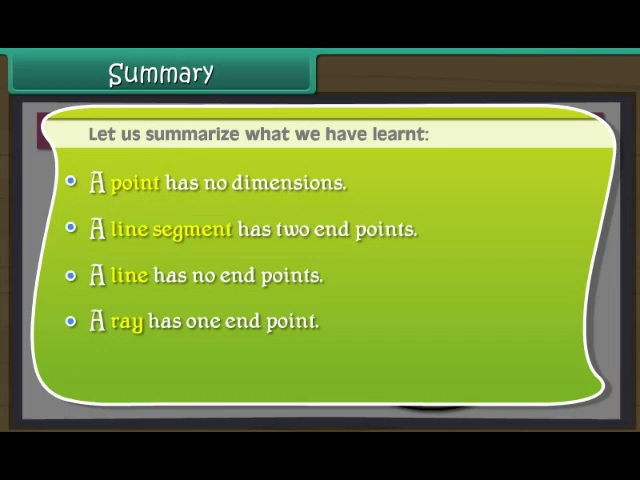 Summary
Let us summarize what we have learnt:
A point has no dimensions.
A line segment has two end points.
A line has no end points.
A ray has one end point.